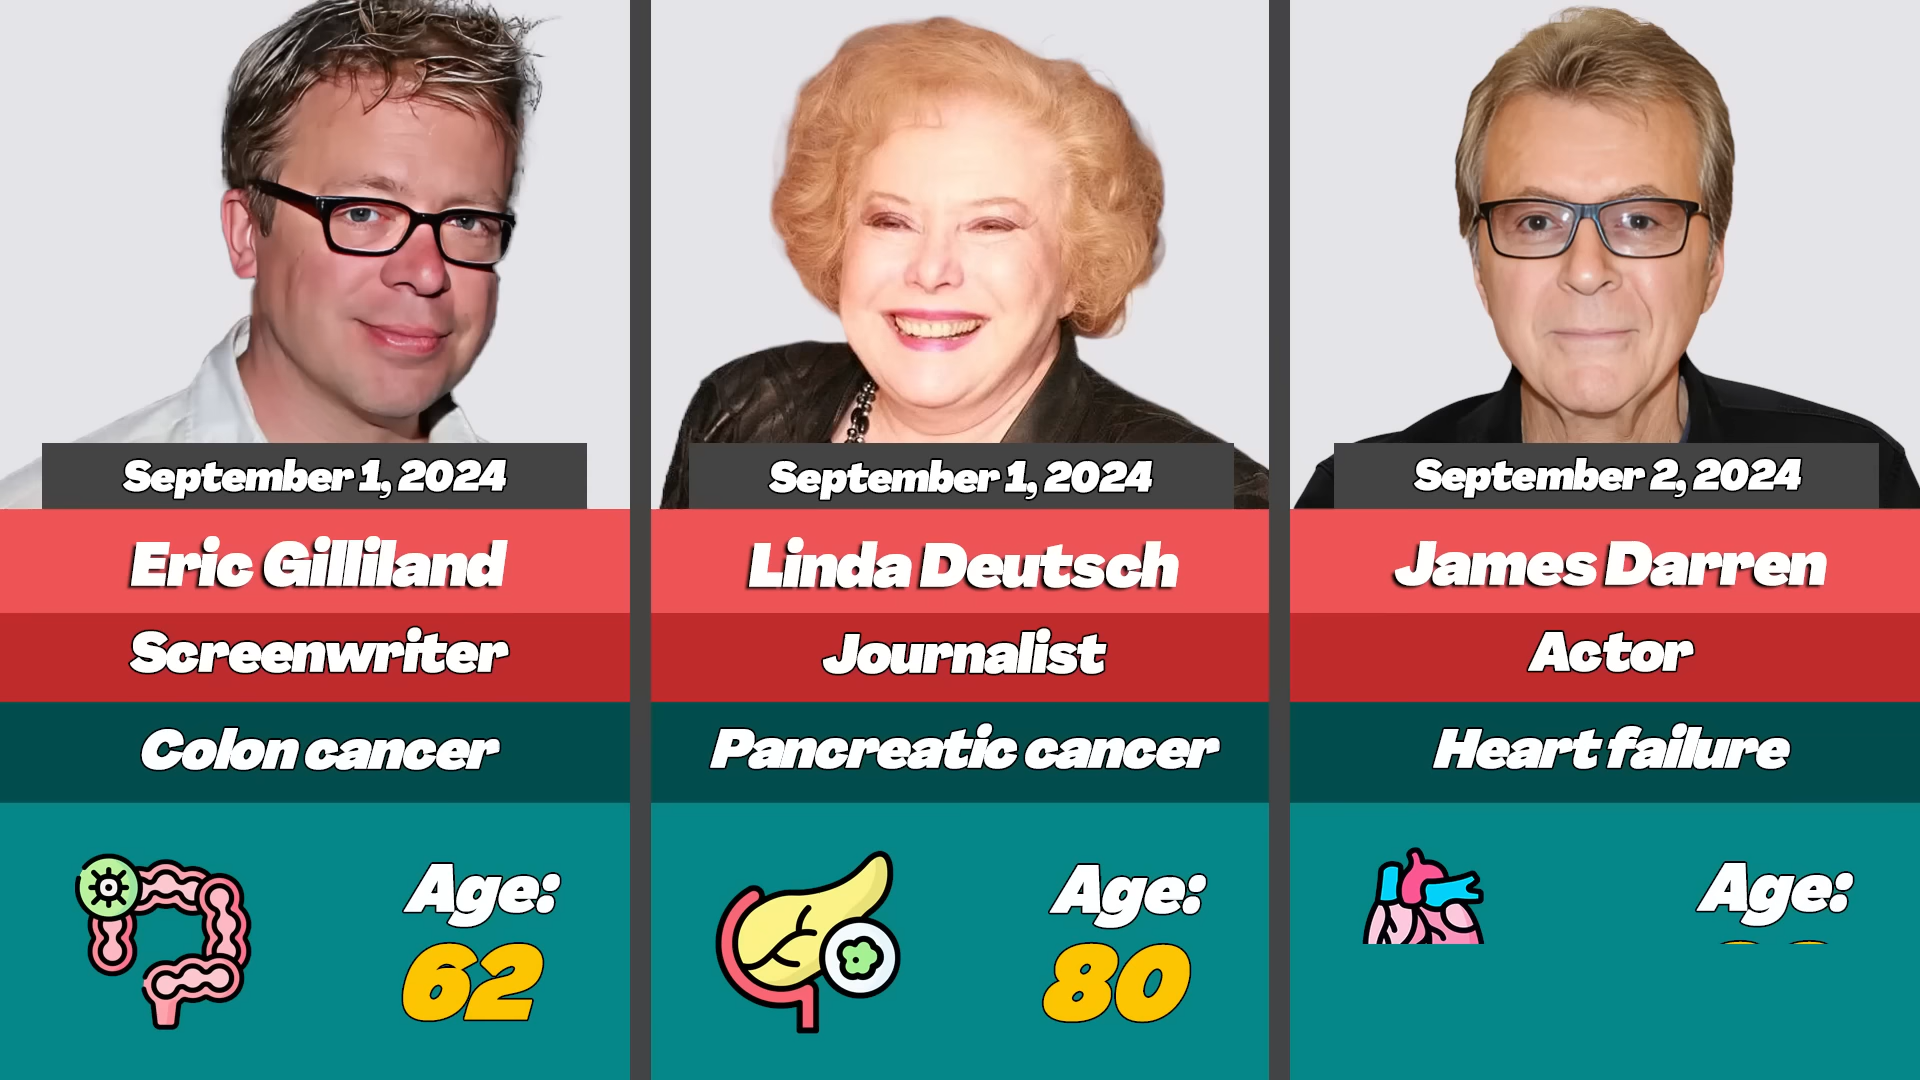 September 1, 2024
Eric Gilliland
Screenwriter
Colon cancer
Age:
62
September 1, 2024
Linda Deutsch
Journalist
Pancreatic cancer
Age:
80
September 2, 2024
James Darren
Actor
Heart failure
Age: